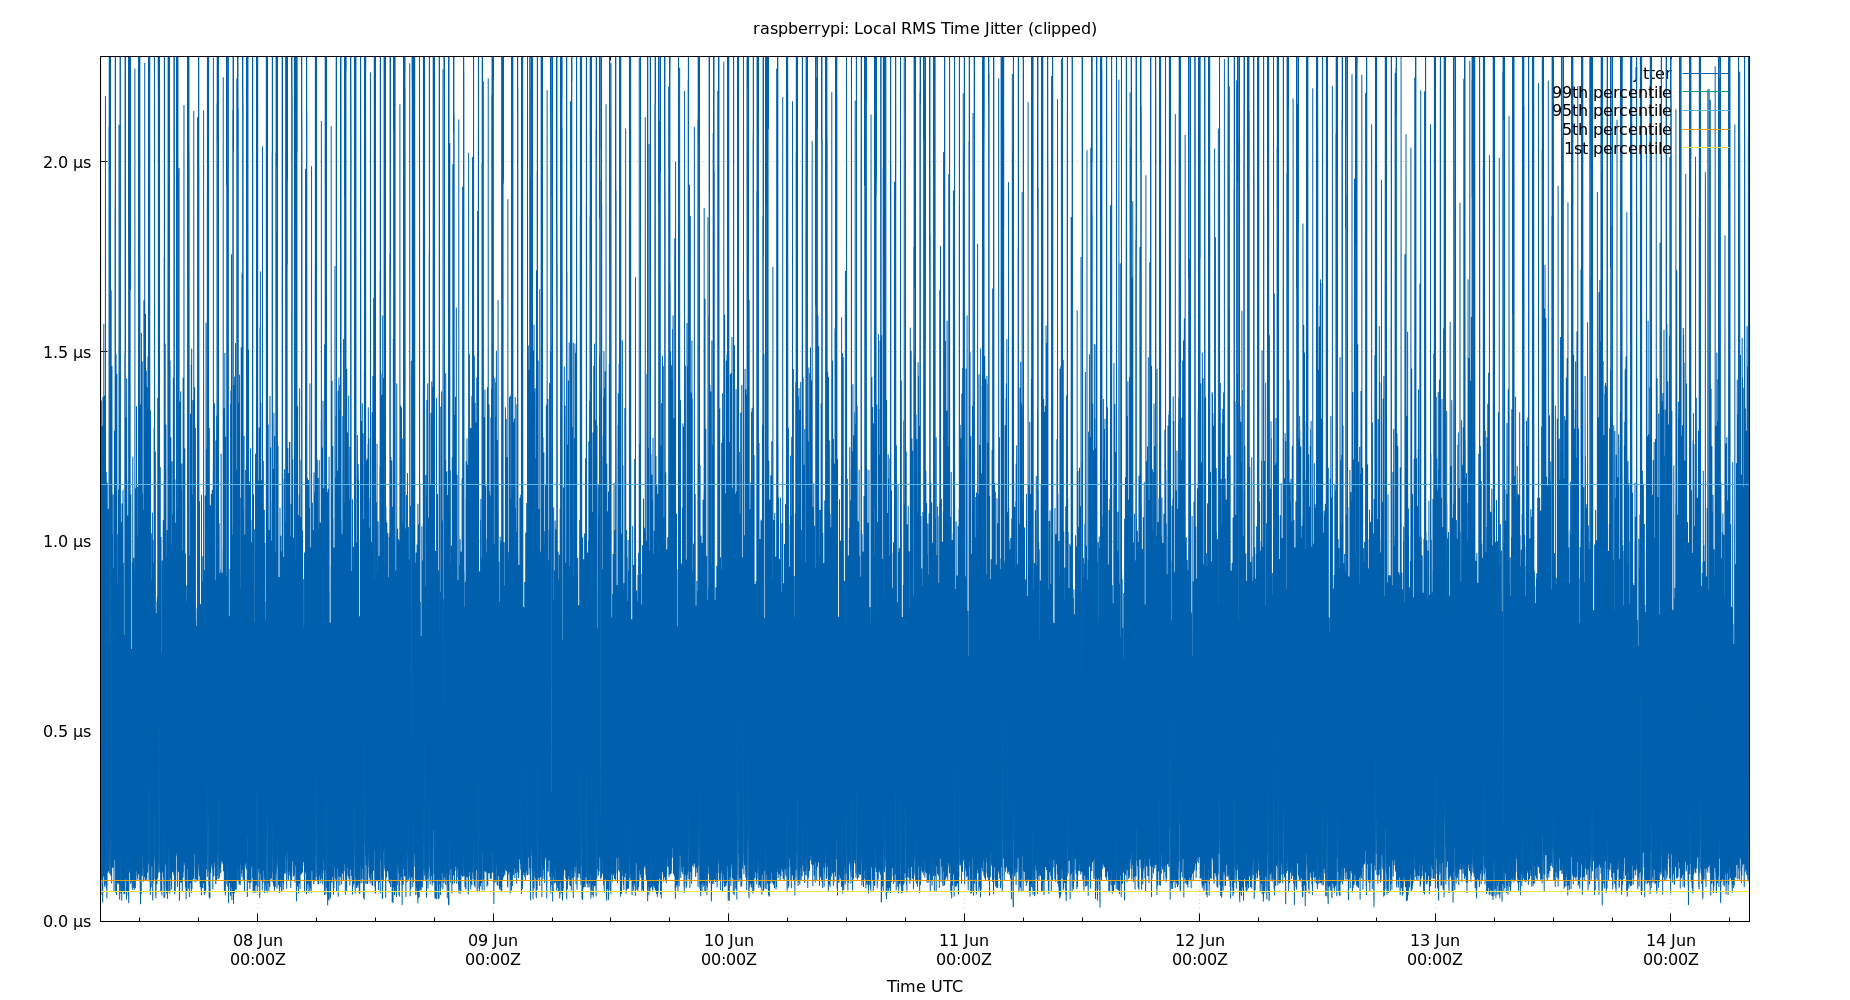 raspberrypi: Local RMS Time Jitter (clipped)
jitter
99th percentile
95th percentile
5th percentile
1st percentile
2.0 µs
1.5 µs
1.0 µs
0.5 µs
0.0 µs
08 Jun 09 Jun 10 Jun 11 Jun 12 Jun 13 Jun 14 Jun
00:00Z 00:00Z 00:00Z 00:00Z 00:00Z 00:00Z 00:00Z
Time UTC